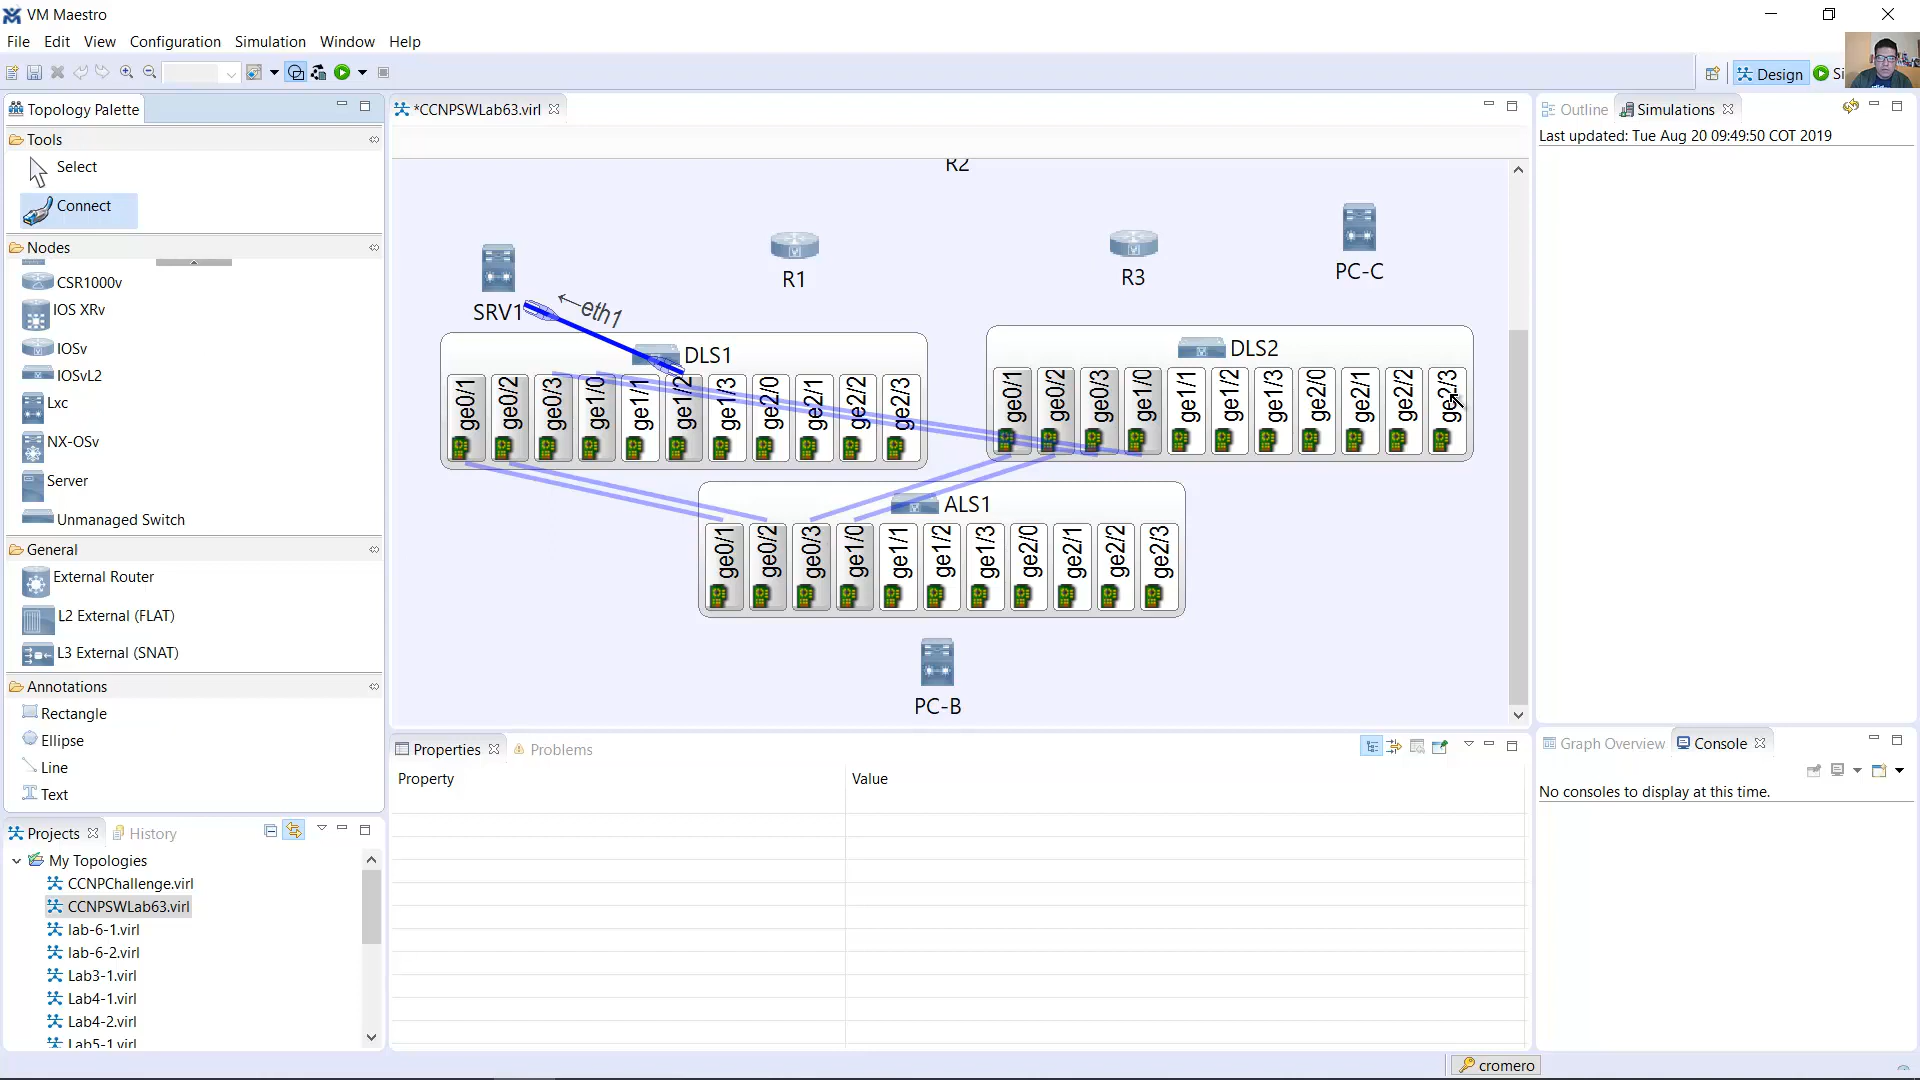 VM Maestro
File Edit View Configuration Simulation Window Help
Design Si
Topology Palette
*CCNPSWLab63.virl
Outline Simulations
Last updated: Tue Aug 20 09:49:50 COT 2019
Tools
Select
Connect
Nodes
CSR1000v
IOS XRv
IOSv
IOSvL2
Lxc
NX-OSv
Server
Unmanaged Switch
General
External Router
L2 External (FLAT)
L3 External (SNAT)
Annotations
Rectangle
Ellipse
Line
Text
R2
R1
R3
PC-C
SRV1
←eth1
DLS1
ge0/1 ge0/2 ge0/3 ge1/0 ge1/1 ge1/2 ge1/3 ge2/0 ge2/1 ge2/2 ge2/3
DLS2
ge0/1 ge0/2 ge0/3 ge1/0 ge1/1 ge1/2 ge1/3 ge2/0 ge2/1 ge2/2 ge2/3
ALS1
ge0/1 ge0/2 ge0/3 ge1/0 ge1/1 ge1/2 ge1/3 ge2/0 ge2/1 ge2/2 ge2/3
PC-B
Properties Problems
Property Value
Graph Overview Console
No consoles to display at this time.
Projects History
My Topologies
CCNPChallenge.virl
CCNPSWLab63.virl
lab-6-1.virl
lab-6-2.virl
Lab3-1.virl
Lab4-1.virl
Lab4-2.virl
Lab5-1.virl
cromero